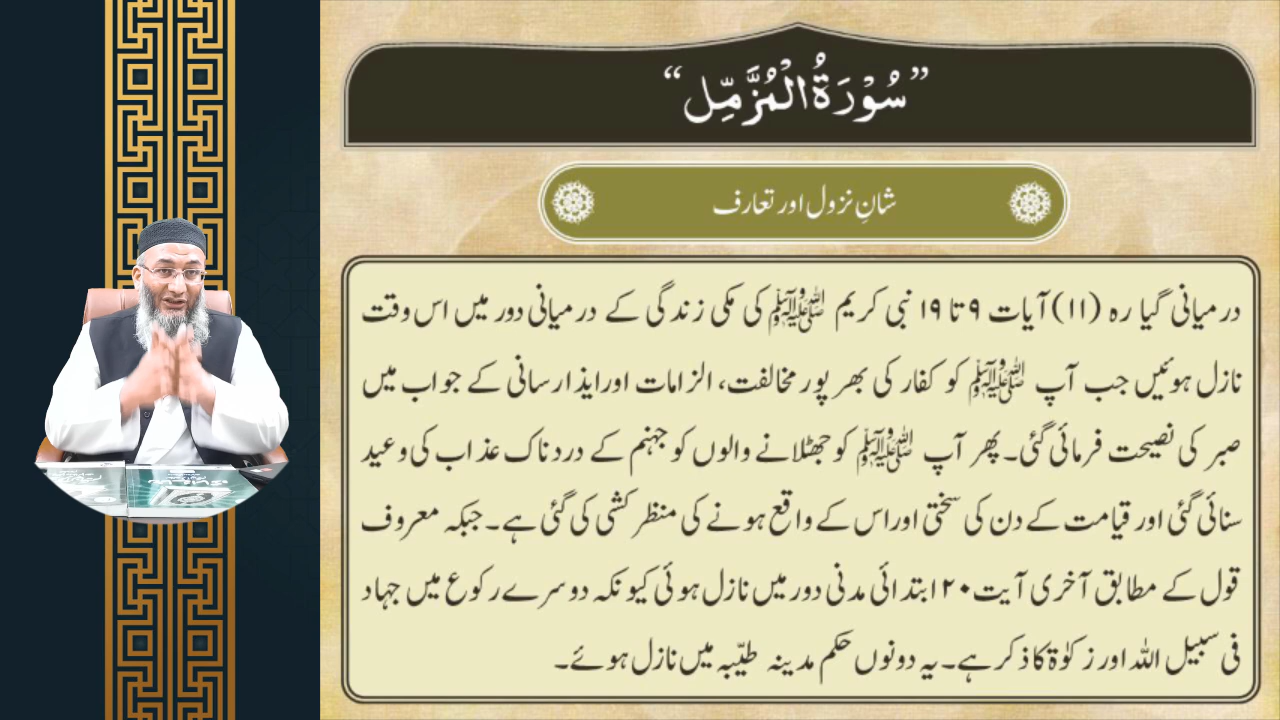 ”سُوْرَةُ الْمُزَّمِّل“
شانِ نزول اور تعارف
درمیانی گیا رہ (۱۱) آیات ۹ تا ۱۹ نبی کریم ﷺ کی مکی زندگی کے درمیانی دور میں اس وقت
نازل ہوئیں جب آپ ﷺ کو کفار کی بھر پور مخالفت، الزامات اور ایذا رسانی کے جواب میں
صبر کی نصیحت فرمائی گئی۔ پھر آپ ﷺ کو جھٹلانے والوں کو جہنم کے دردناک عذاب کی وعید
سنائی گئی اور قیامت کے دن کی سختی اور اس کے واقع ہونے کی منظر کشی کی گئی ہے۔ جبکہ معروف
قول کے مطابق آخری آیت ۲۰ ابتدائی مدنی دور میں نازل ہوئی کیونکہ دوسرے رکوع میں جہاد
فی سبیل اللہ اور زکوٰۃ کا ذکر ہے۔ یہ دونوں حکم مدینہ طیّبہ میں نازل ہوئے۔